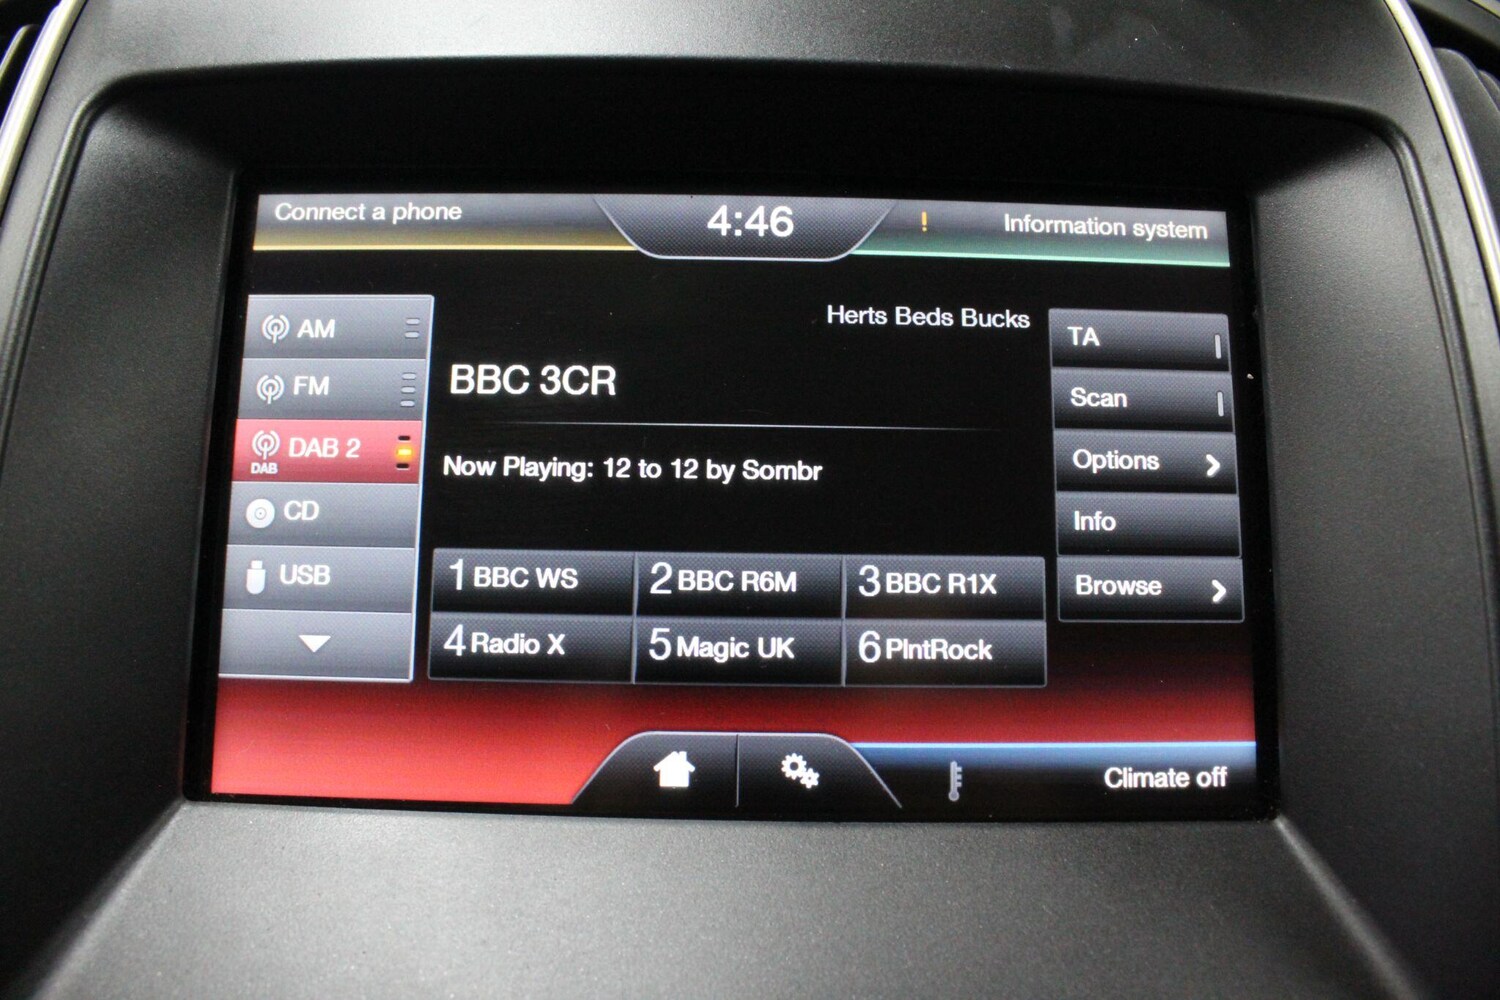 Connect a phone
4:46
! Information system
AM
FM
DAB 2
DAB
CD
USB
Herts Beds Bucks
BBC 3CR
Now Playing: 12 to 12 by Sombr
1 BBC WS
2 BBC R6M
3 BBC R1X
4 Radio X
5 Magic UK
6 PlntRock
TA
Scan
Options
Info
Browse
Climate off